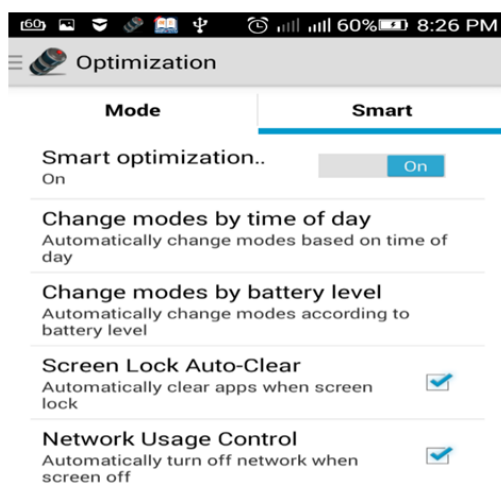 60 60% 8:26 PM
Optimization
Mode Smart
Smart optimization..
On
On
Change modes by time of day
Automatically change modes based on time of
day
Change modes by battery level
Automatically change modes according to
battery level
Screen Lock Auto-Clear
Automatically clear apps when screen
lock
Network Usage Control
Automatically turn off network when
screen off